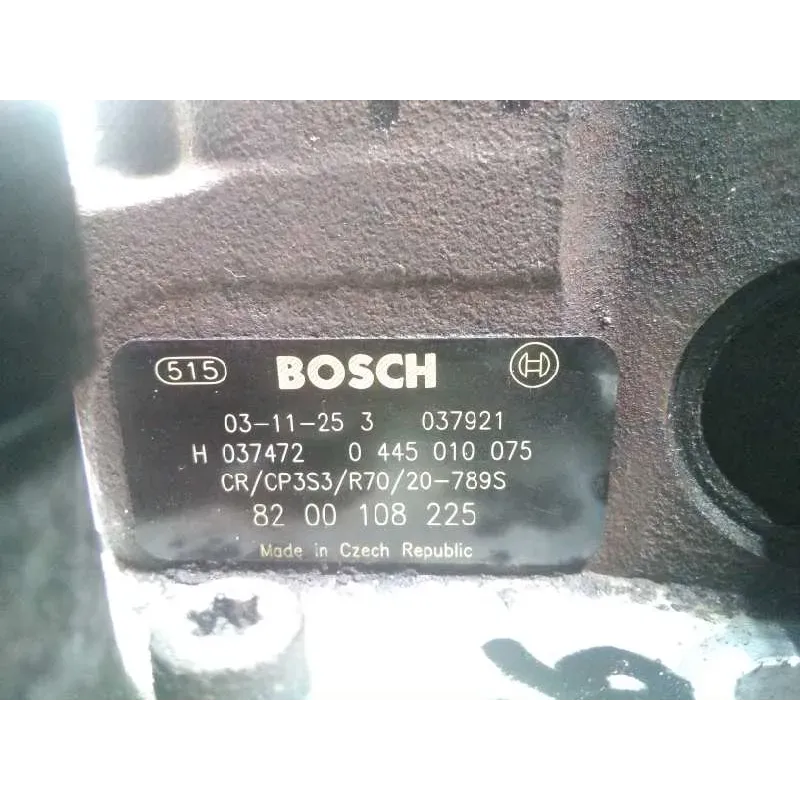 515 BOSCH H
03-11-25 3 037921
H 037472 0 445 010 075
CR/CP3S3/R70/20-789S
82 00 108 225
Made in Czech Republic